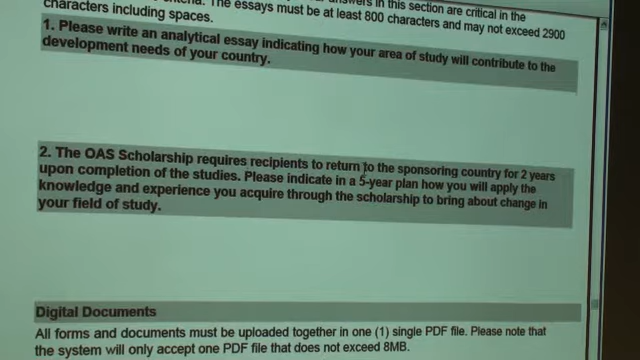 answers in this section are critical in the
The essays must be at least 800 characters and may not exceed 2900
characters including spaces.
1. Please write an analytical essay indicating how your area of study will contribute to the
development needs of your country.
2. The OAS Scholarship requires recipients to return to the sponsoring country for 2 years
upon completion of the studies. Please indicate in a 5-year plan how you will apply the
knowledge and experience you acquire through the scholarship to bring about change in
your field of study.
Digital Documents
All forms and documents must be uploaded together in one (1) single PDF file. Please note that
the system will only accept one PDF file that does not exceed 8MB.